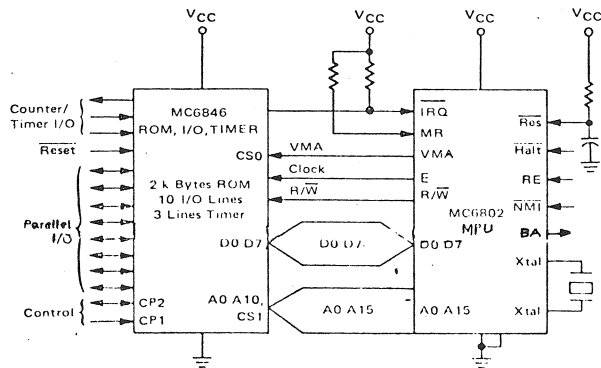 VCC
VCC
VCC
VCC
Counter/
Timer I/O
Reset
Parallel
I/O
Control
MC6846
ROM, I/O, TIMER
CS0
2 k Bytes ROM
10 I/O Lines
3 Lines Timer
D0 D7
A0 A10,
CS1
CP2
CP1
VMA
Clock
R/W
D0 D7
A0 A15
IRQ
MR
VMA
E
R/W
MC6802
MPU
D0 D7
A0 A15
Res
Halt
RE
NMI
BA
Xtal
Xtal